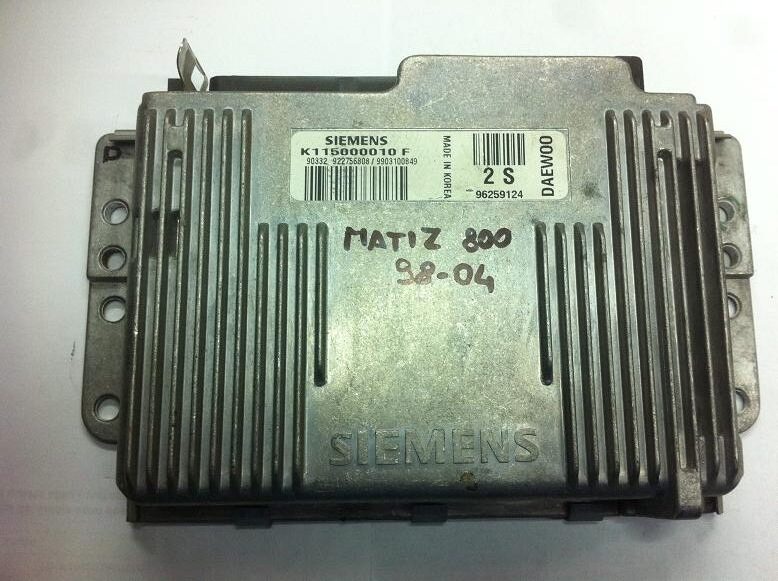 SIEMENS
K115000010 F
90332 922756808 / 9903100849
MADE IN KOREA
2 S
96259124
DAEWOO
D
MATIZ 800
98-04
SIEMENS